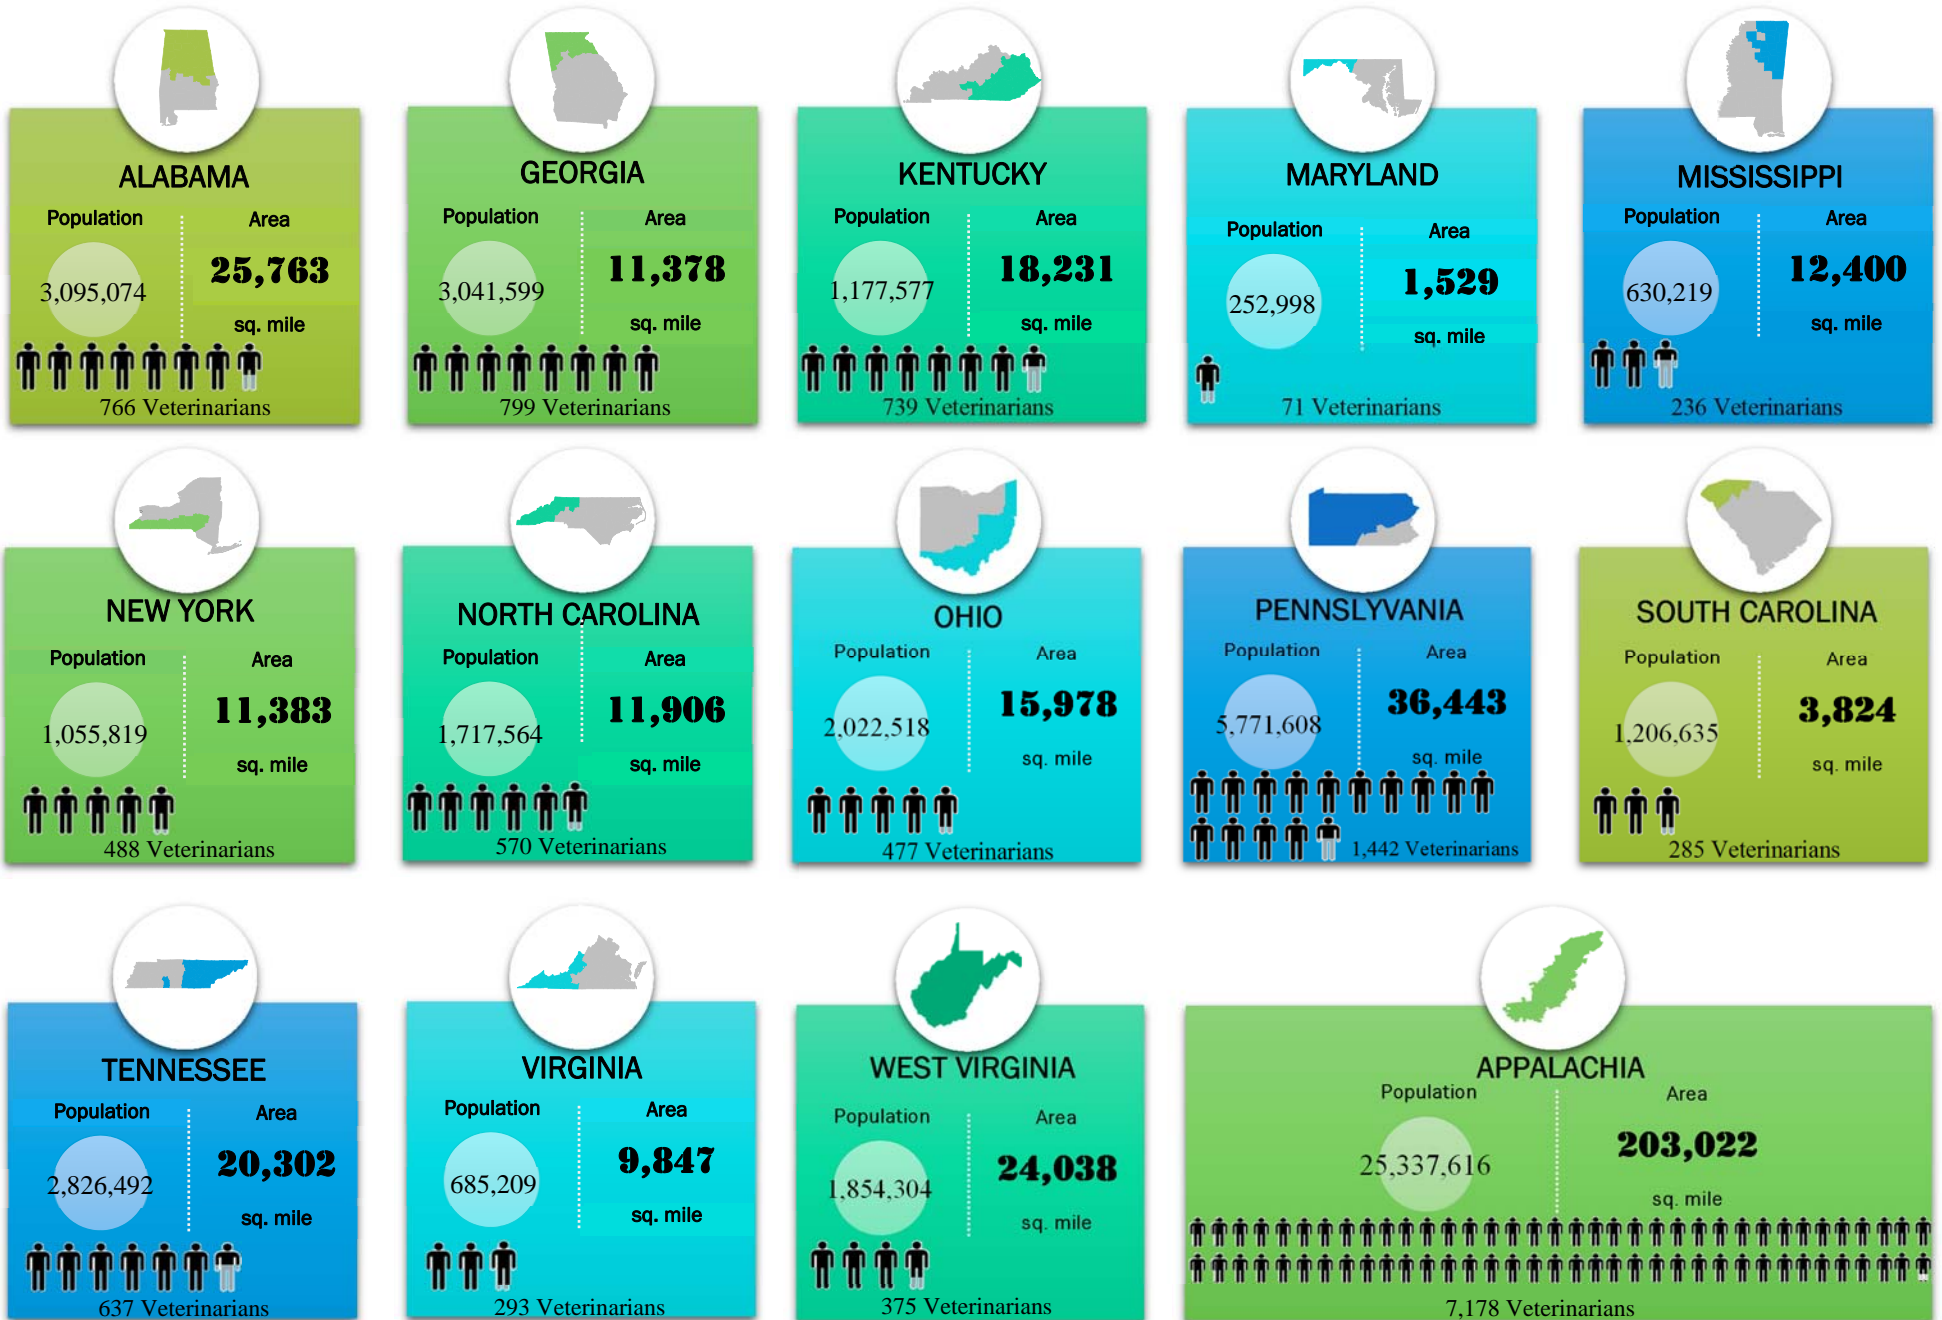 ALABAMA
Population
Area
3,095,074
25,763
sq. mile
766 Veterinarians
GEORGIA
Population
Area
3,041,599
11,378
sq. mile
799 Veterinarians
KENTUCKY
Population
Area
1,177,577
18,231
sq. mile
739 Veterinarians
MARYLAND
Population
Area
252,998
1,529
sq. mile
71 Veterinarians
MISSISSIPPI
Population
Area
630,219
12,400
sq. mile
236 Veterinarians
NEW YORK
Population
Area
1,055,819
11,383
sq. mile
488 Veterinarians
NORTH CAROLINA
Population
Area
1,717,564
11,906
sq. mile
570 Veterinarians
OHIO
Population
Area
2,022,518
15,978
sq. mile
477 Veterinarians
PENNSLYVANIA
Population
Area
5,771,608
36,443
sq. mile
1,442 Veterinarians
SOUTH CAROLINA
Population
Area
1,206,635
3,824
sq. mile
285 Veterinarians
TENNESSEE
Population
Area
2,826,492
20,302
sq. mile
637 Veterinarians
VIRGINIA
Population
Area
685,209
9,847
sq. mile
293 Veterinarians
WEST VIRGINIA
Population
Area
1,854,304
24,038
sq. mile
375 Veterinarians
APPALACHIA
Population
Area
25,337,616
203,022
sq. mile
7,178 Veterinarians